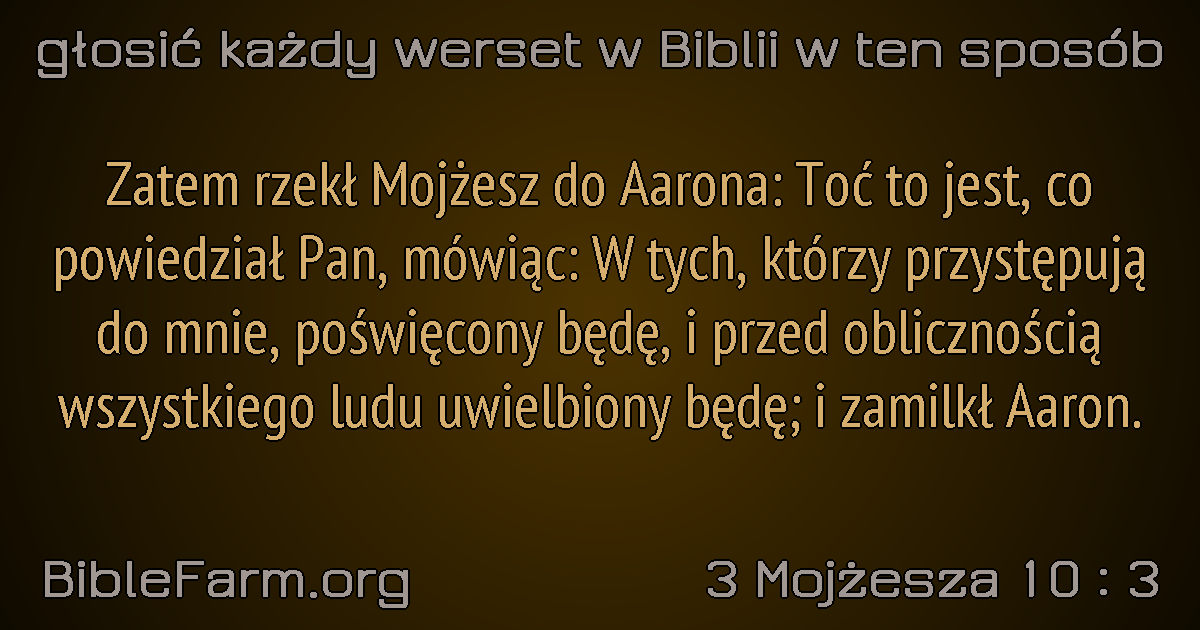 głosić każdy werset w Biblii w ten sposób
Zatem rzekł Mojżesz do Aarona: Toć to jest, co
powiedział Pan, mówiąc: W tych, którzy przystępują
do mnie, poświęcony będę, i przed oblicznością
wszystkiego ludu uwielbiony będę; i zamilkł Aaron.
BibleFarm.org
3 Mojżesza 10 : 3